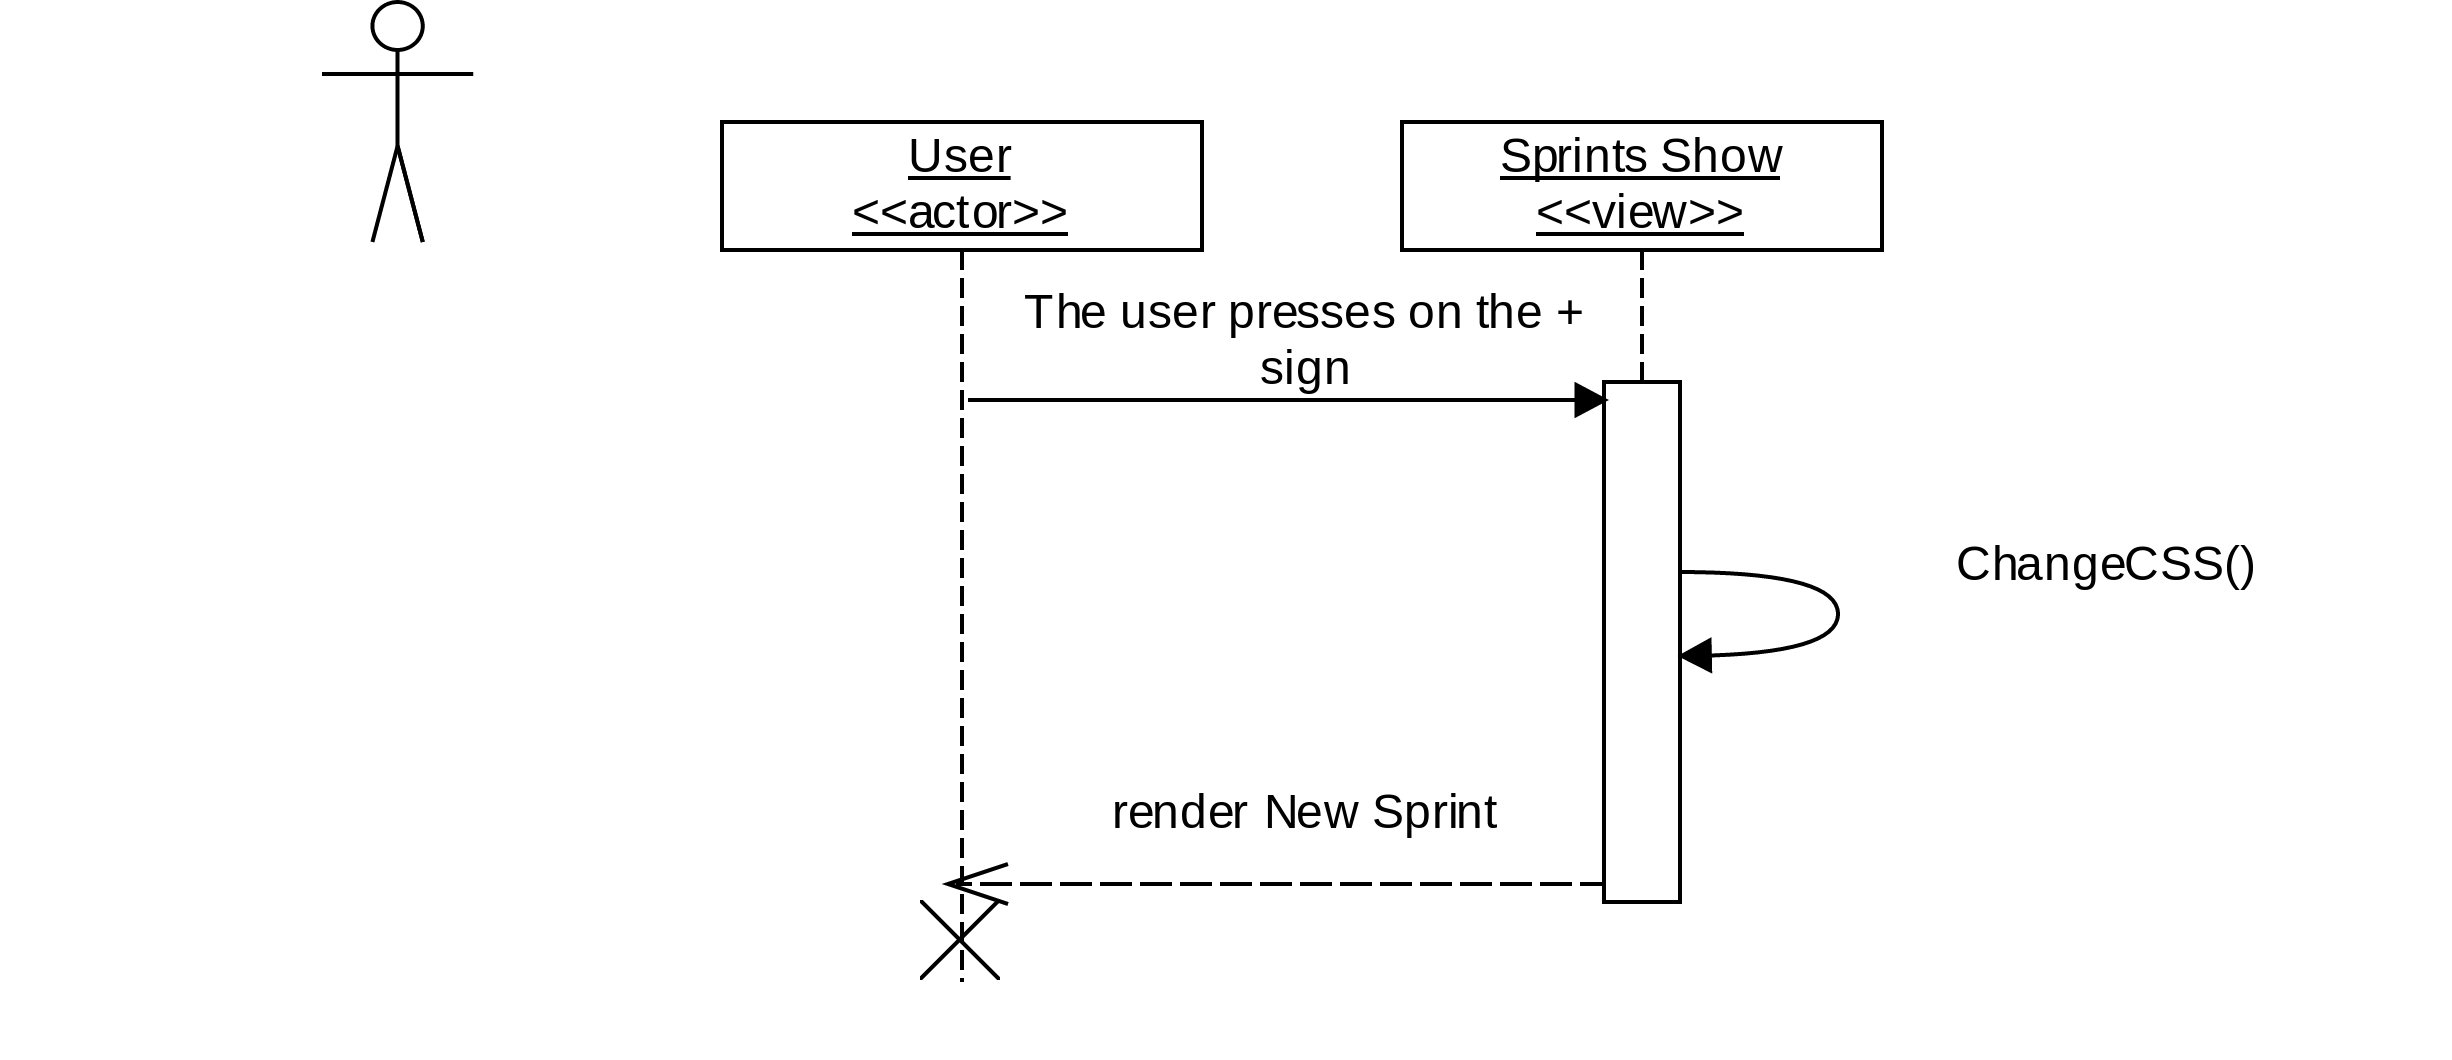 User
<<actor>>
Sprints Show
<<view>>
The user presses on the +
sign
ChangeCSS()
render New Sprint